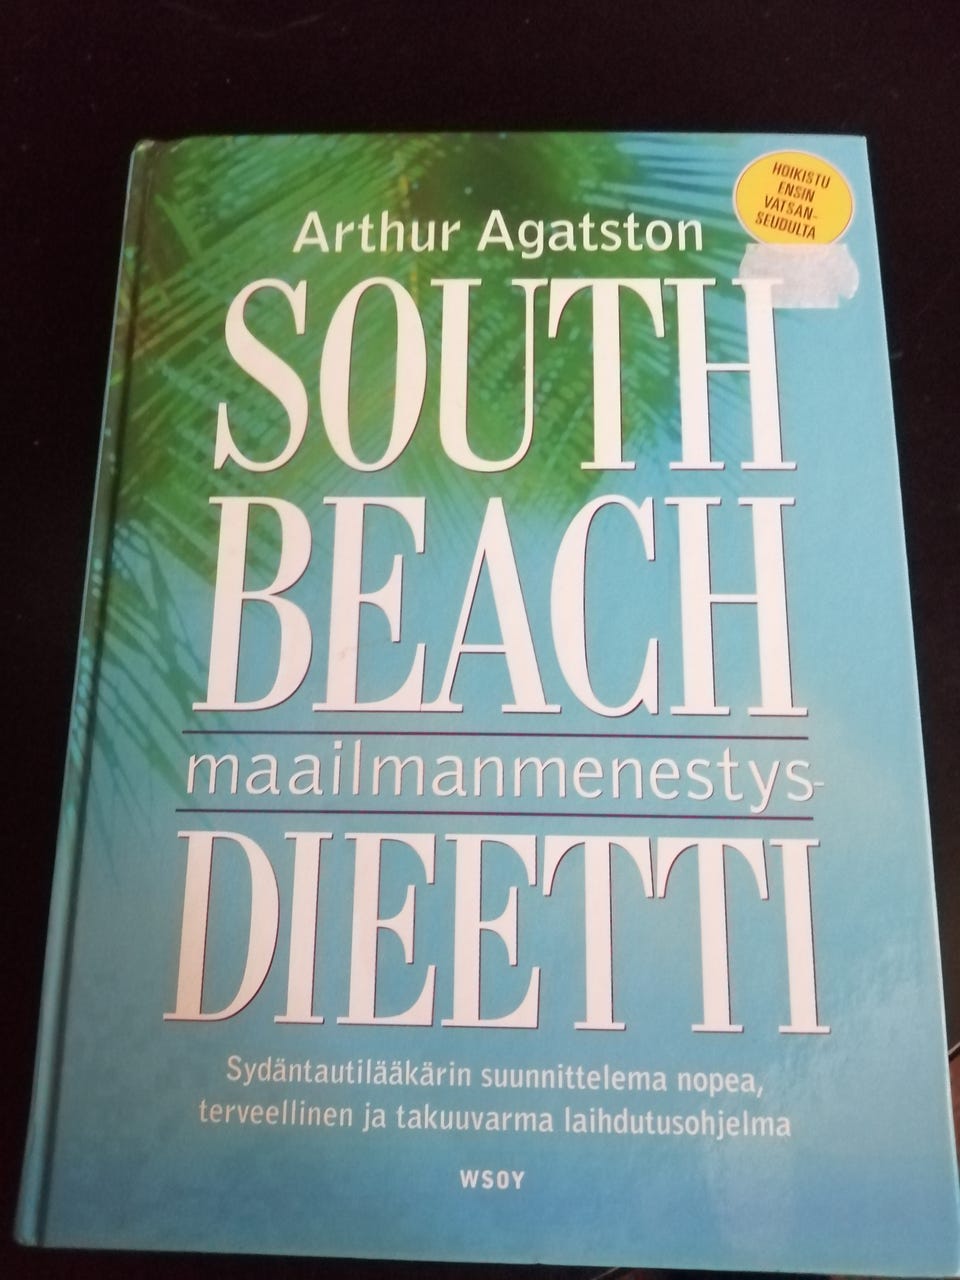 HOIKISTU
ENSIN
VATSAN-
SEUDULTA
Arthur Agatston
SOUTH
BEACH
maailmanmenestys-
DIEETTI
Sydäntautilääkärin suunnittelema nopea,
terveellinen ja takuuvarma laihdutusohjelma
WSOY